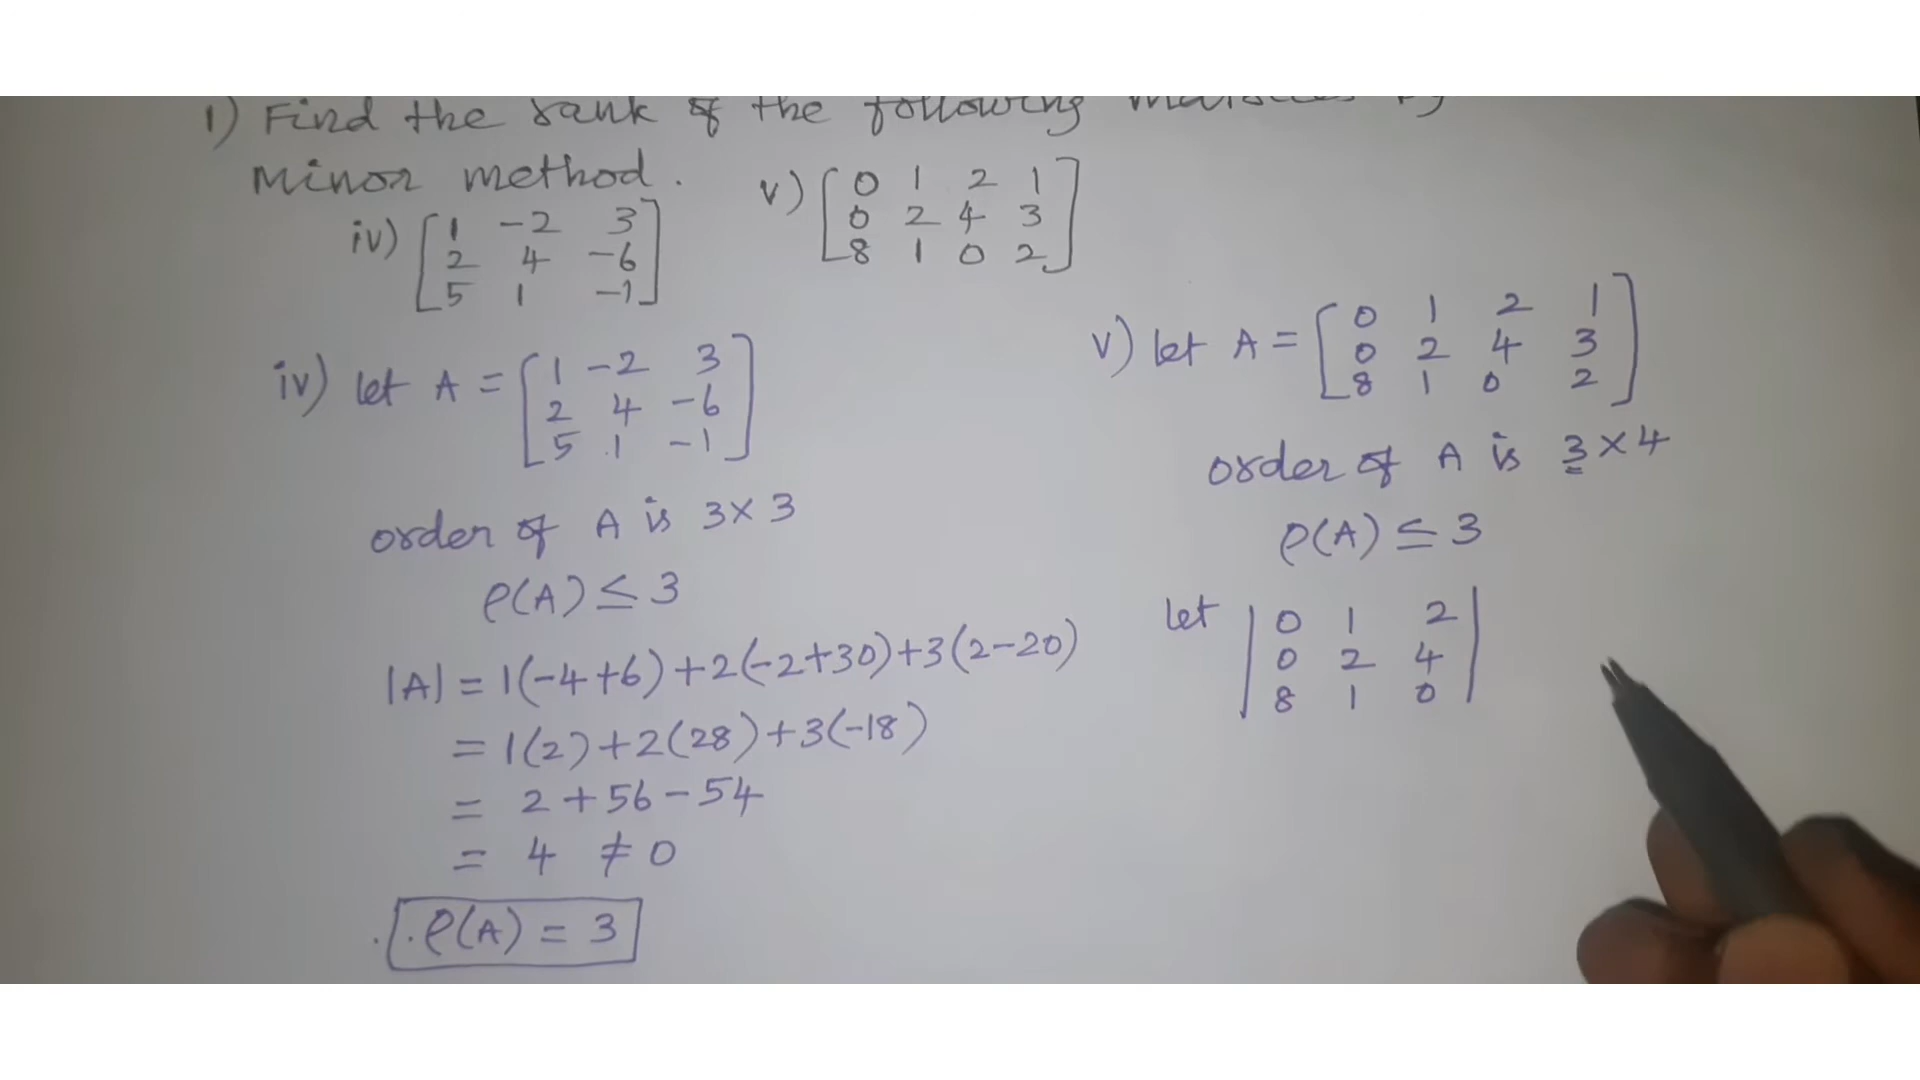 1) Find the rank of the following matrices by
Minor method.
iv) [1 -2 3
2 4 -6
5 1 -1]
v) [0 1 2 1
0 2 4 3
8 1 0 2]
iv) let A = [1 -2 3
2 4 -6
5 1 -1]
order of A is 3×3
ρ(A) ≤ 3
|A| = 1(-4+6)+2(-2+30)+3(2-20)
= 1(2)+2(28)+3(-18)
= 2+56-54
= 4 ≠ 0
∴ ρ(A) = 3
v) let A = [0 1 2 1
0 2 4 3
8 1 0 2]
order of A is 3×4
ρ(A) ≤ 3
let |0 1 2
0 2 4
8 1 0|